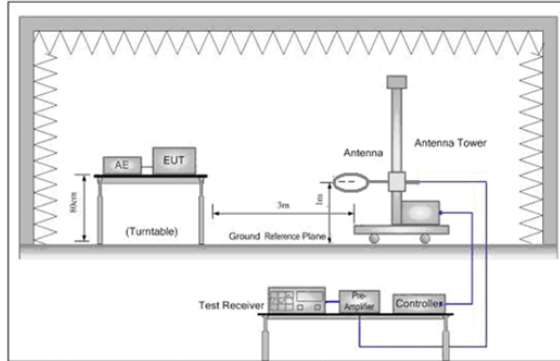 Antenna
Antenna Tower
AE
EUT
80cm
3m
1m
(Turntable)
Ground Reference Plane
Test Receiver
Pre-
Amplifier
Controller